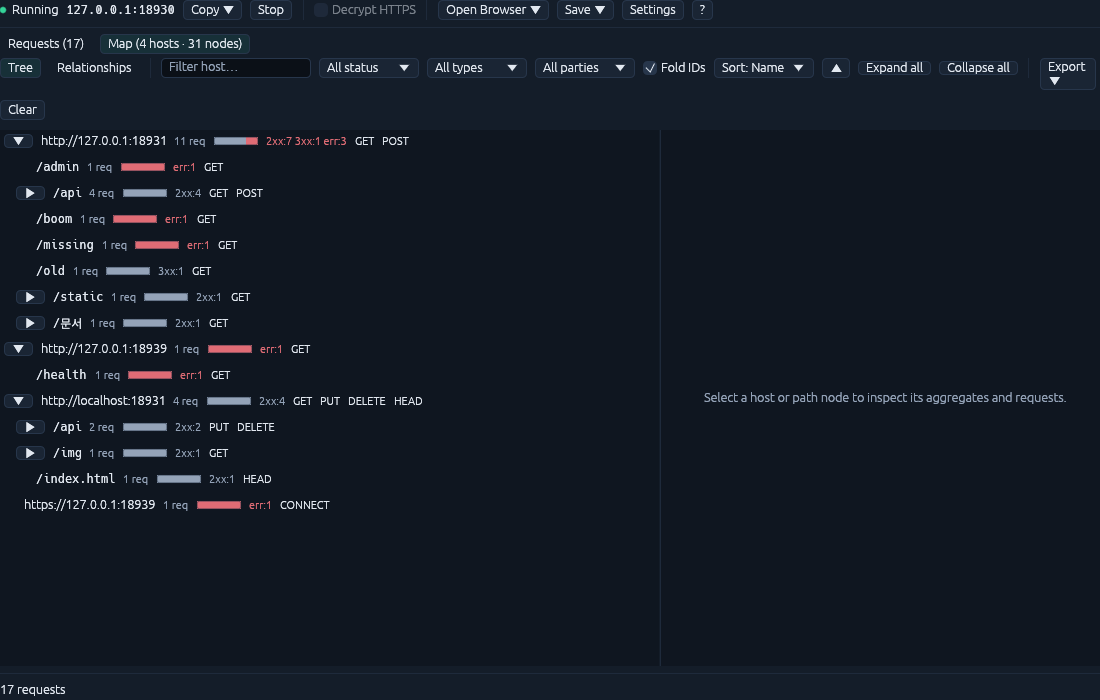 Running 127.0.0.1:18930 Copy ▼ Stop Decrypt HTTPS Open Browser ▼ Save ▼ Settings ?
Requests (17) Map (4 hosts · 31 nodes)
Tree Relationships Filter host... All status ▼ All types ▼ All parties ▼ Fold IDs Sort: Name ▼ ▲ Expand all Collapse all Export ▼
Clear
▼ http://127.0.0.1:18931 11 req 2xx:7 3xx:1 err:3 GET POST
/admin 1 req err:1 GET
▶ /api 4 req 2xx:4 GET POST
/boom 1 req err:1 GET
/missing 1 req err:1 GET
/old 1 req 3xx:1 GET
▶ /static 1 req 2xx:1 GET
▶ /문서 1 req 2xx:1 GET
▼ http://127.0.0.1:18939 1 req err:1 GET
/health 1 req err:1 GET
▼ http://localhost:18931 4 req 2xx:4 GET PUT DELETE HEAD
▶ /api 2 req 2xx:2 PUT DELETE
▶ /img 1 req 2xx:1 GET
/index.html 1 req 2xx:1 HEAD
https://127.0.0.1:18939 1 req err:1 CONNECT
Select a host or path node to inspect its aggregates and requests.
17 requests